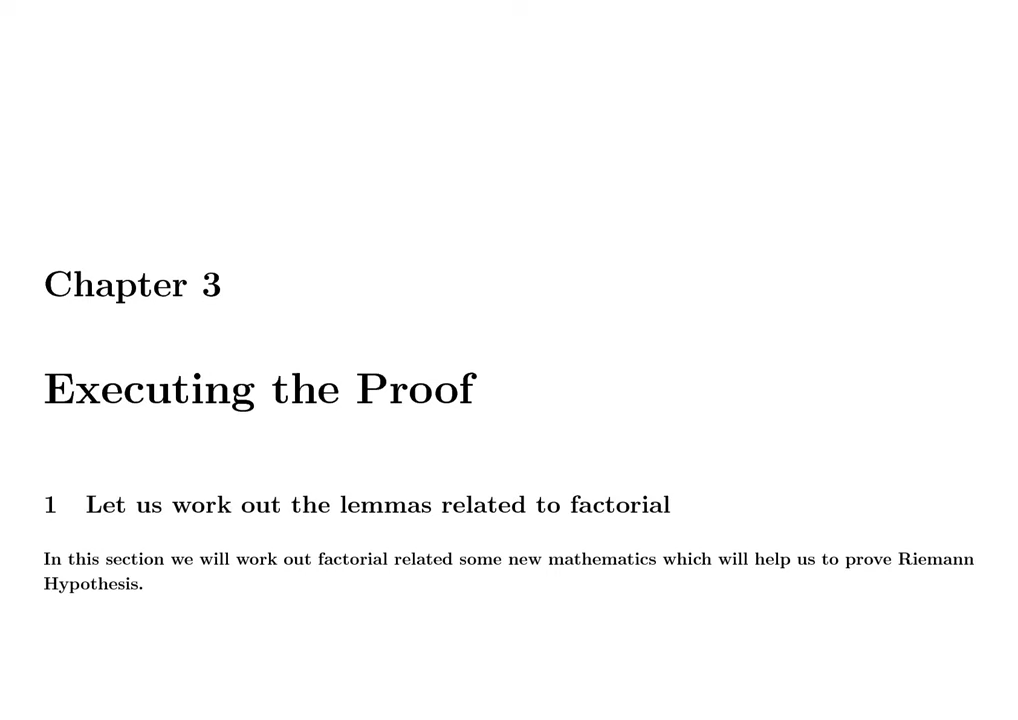 Chapter 3
Executing the Proof
1 Let us work out the lemmas related to factorial
In this section we will work out factorial related some new mathematics which will help us to prove Riemann
Hypothesis.